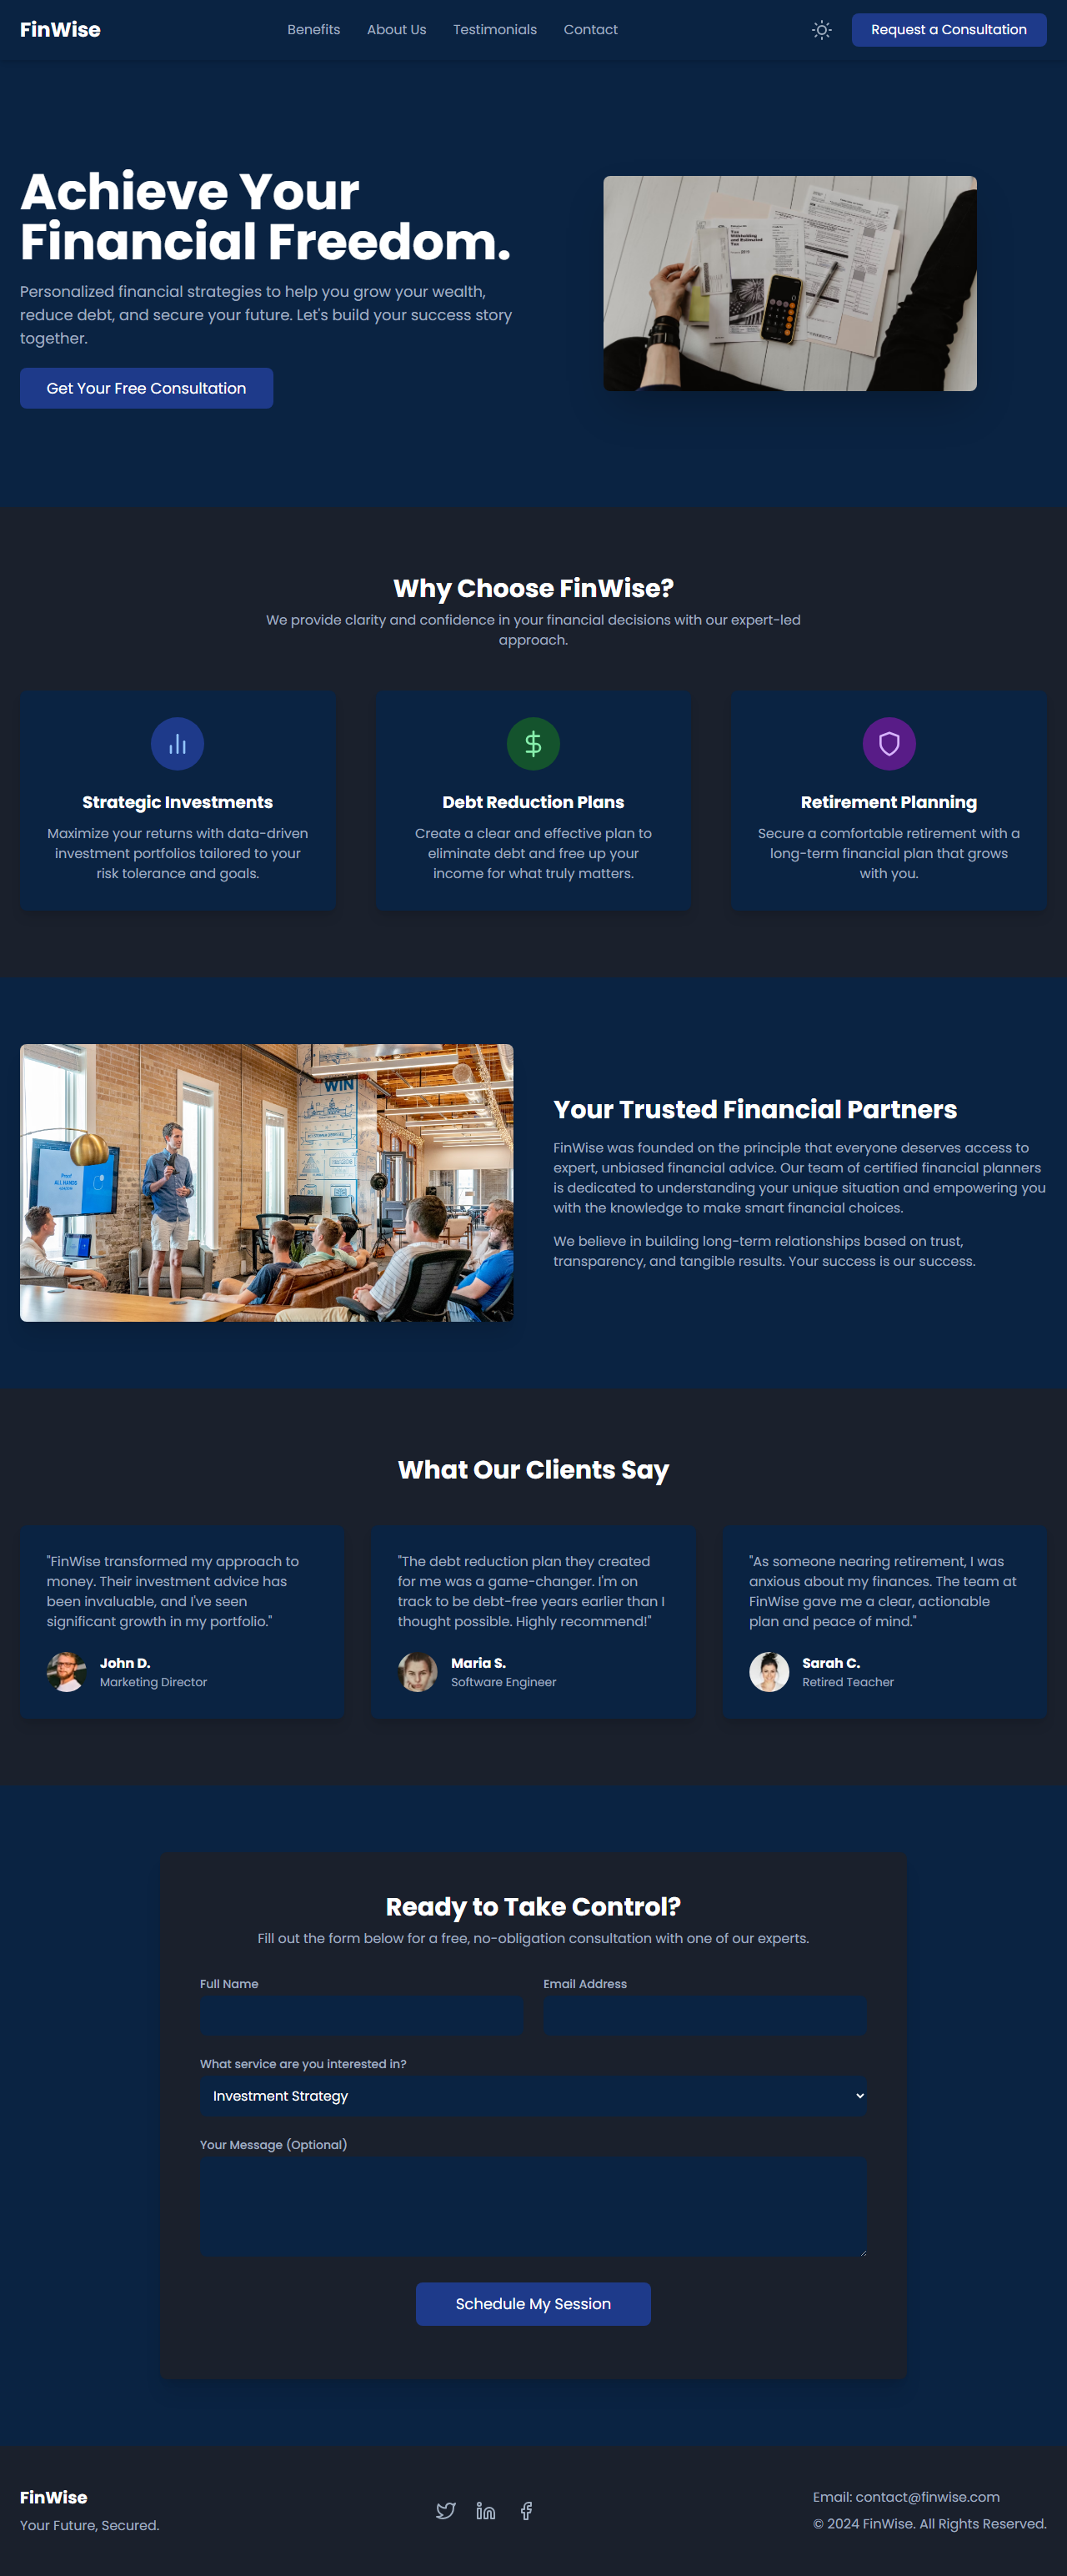 FinWise
Benefits
About Us
Testimonials
Contact
Request a Consultation
Achieve Your
Financial Freedom.
Personalized financial strategies to help you grow your wealth,
reduce debt, and secure your future. Let's build your success story
together.
Get Your Free Consultation
Tax
Withholding
and Estimated
Tax
Why Choose FinWise?
We provide clarity and confidence in your financial decisions with our expert-led
approach.
Strategic Investments
Maximize your returns with data-driven
investment portfolios tailored to your
risk tolerance and goals.
Debt Reduction Plans
Create a clear and effective plan to
eliminate debt and free up your
income for what truly matters.
Retirement Planning
Secure a comfortable retirement with a
long-term financial plan that grows
with you.
WIN
ALL HANDS
Your Trusted Financial Partners
FinWise was founded on the principle that everyone deserves access to
expert, unbiased financial advice. Our team of certified financial planners
is dedicated to understanding your unique situation and empowering you
with the knowledge to make smart financial choices.
We believe in building long-term relationships based on trust,
transparency, and tangible results. Your success is our success.
What Our Clients Say
"FinWise transformed my approach to
money. Their investment advice has
been invaluable, and I've seen
significant growth in my portfolio."
John D.
Marketing Director
"The debt reduction plan they created
for me was a game-changer. I'm on
track to be debt-free years earlier than I
thought possible. Highly recommend!"
Maria S.
Software Engineer
"As someone nearing retirement, I was
anxious about my finances. The team at
FinWise gave me a clear, actionable
plan and peace of mind."
Sarah C.
Retired Teacher
Ready to Take Control?
Fill out the form below for a free, no-obligation consultation with one of our experts.
Full Name
Email Address
What service are you interested in?
Investment Strategy
Your Message (Optional)
Schedule My Session
FinWise
Your Future, Secured.
Email: contact@finwise.com
© 2024 FinWise. All Rights Reserved.